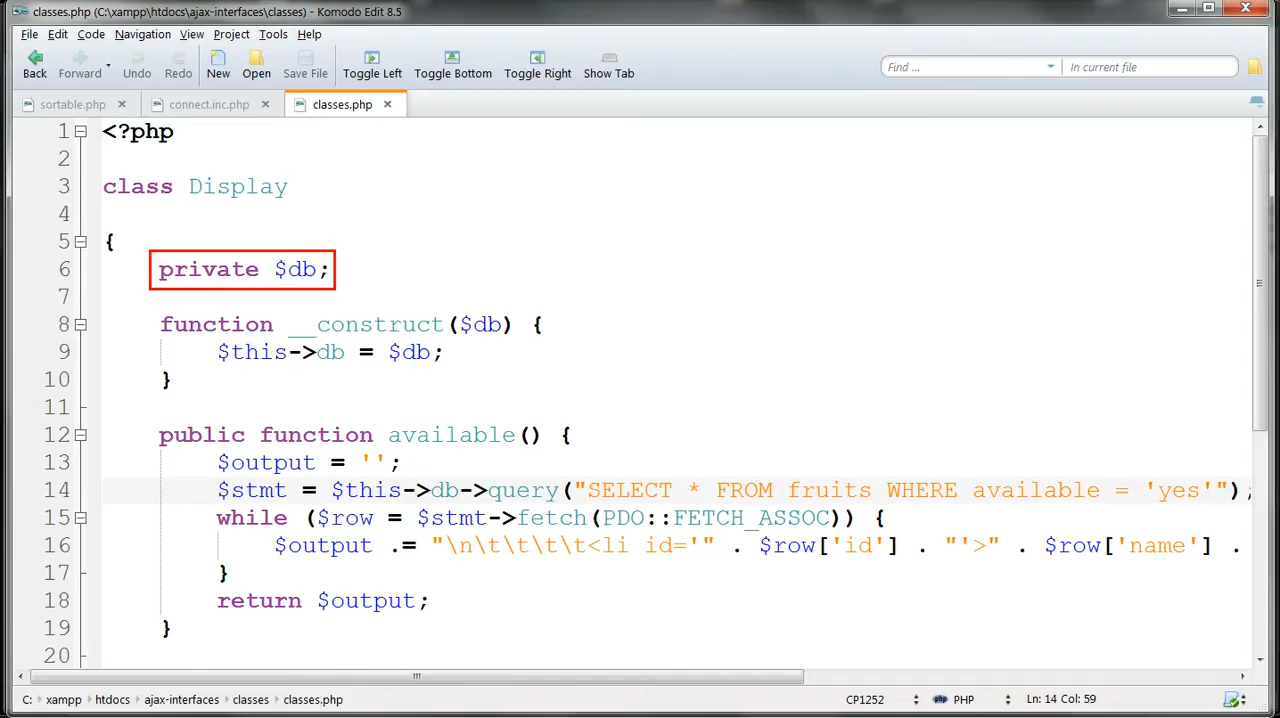 classes.php (C:\xampp\htdocs\ajax-interfaces\classes) - Komodo Edit 8.5
File Edit Code Navigation View Project Tools Help
Back Forward Undo Redo New Open Save File Toggle Left Toggle Bottom Toggle Right Show Tab Find ... In current file
sortable.php connect.inc.php classes.php
1 <?php
2
3 class Display
4
5 {
6 private $db;
7
8 function __construct($db) {
9 $this->db = $db;
10 }
11
12 public function available() {
13 $output = '';
14 $stmt = $this->db->query("SELECT * FROM fruits WHERE available = 'yes'");
15 while ($row = $stmt->fetch(PDO::FETCH_ASSOC)) {
16 $output .= "\n\t\t\t\t<li id='" . $row['id'] . "'>" . $row['name'] .
17 }
18 return $output;
19 }
20
C: xampp htdocs ajax-interfaces classes classes.php CP1252 PHP Ln: 14 Col: 59